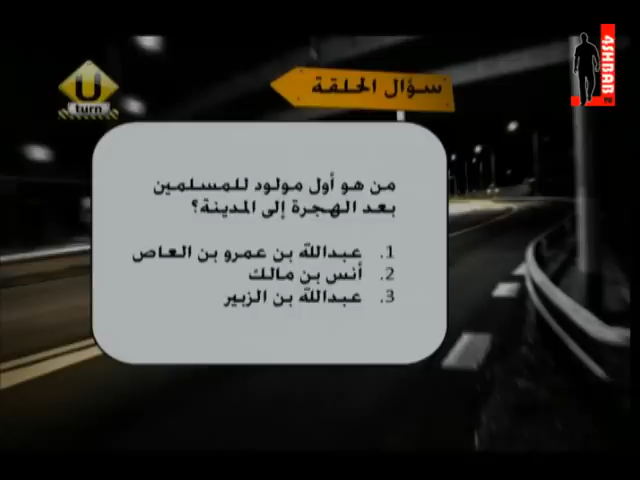 U
turn
سؤال الحلقة
4SHBAB
من هو أول مولود للمسلمين
بعد الهجرة إلى المدينة؟
1. عبدالله بن عمرو بن العاص
2. أنس بن مالك
3. عبدالله بن الزبير